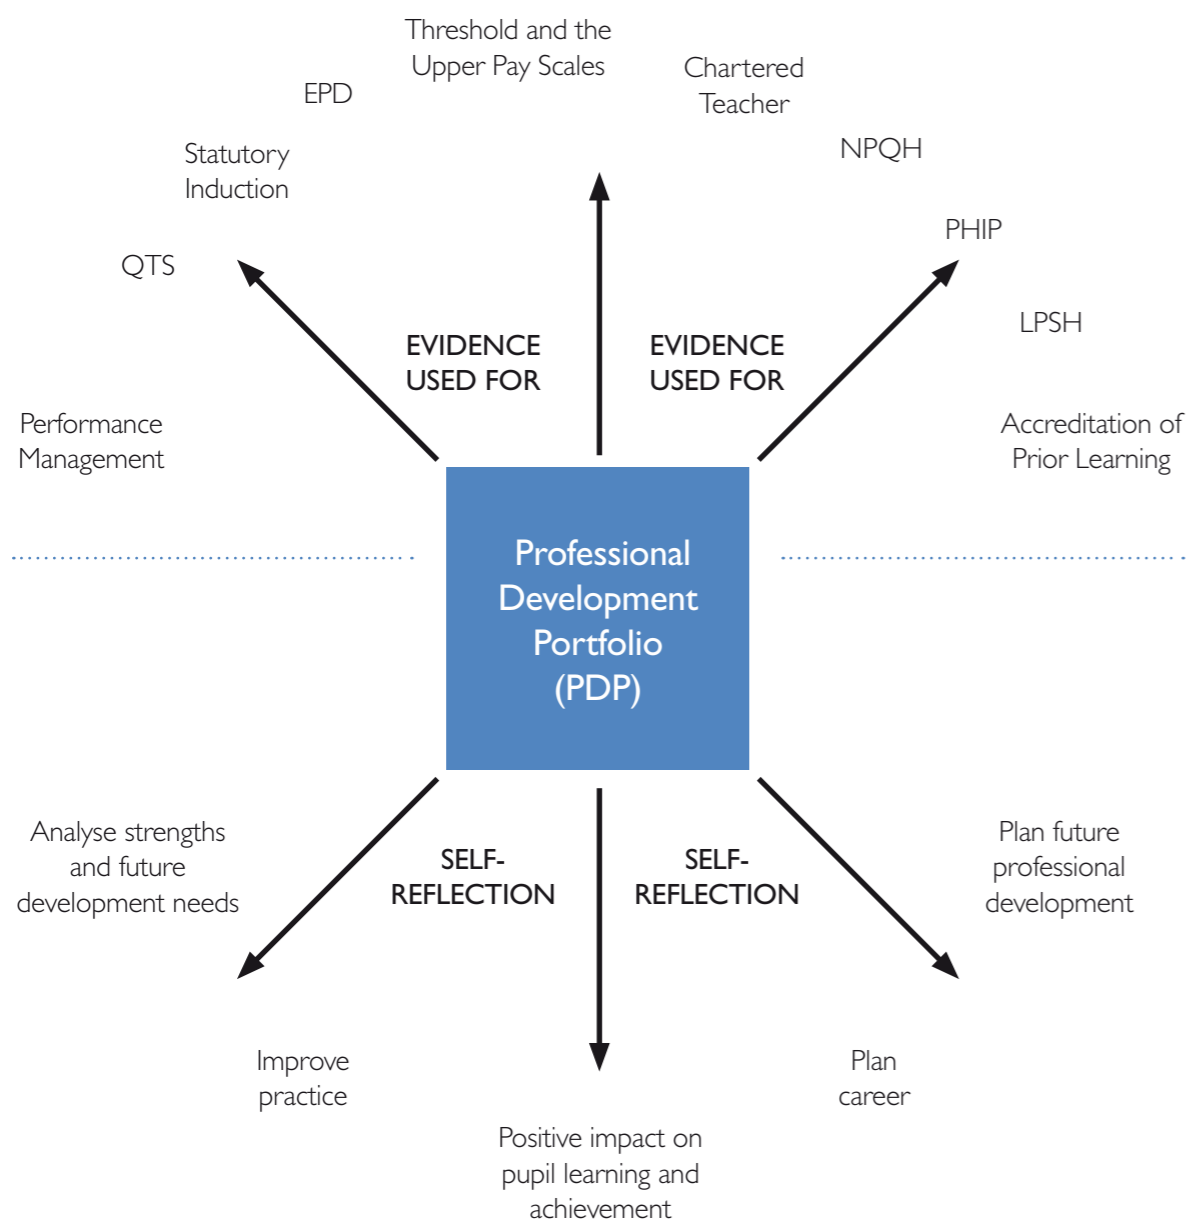 Threshold and the
Upper Pay Scales
Chartered
Teacher
EPD
NPQH
Statutory
Induction
PHIP
QTS
LPSH
EVIDENCE
USED FOR
EVIDENCE
USED FOR
Performance
Management
Accreditation of
Prior Learning
Professional
Development
Portfolio
(PDP)
Analyse strengths
and future
development needs
SELF-
REFLECTION
SELF-
REFLECTION
Plan future
professional
development
Improve
practice
Plan
career
Positive impact on
pupil learning and
achievement